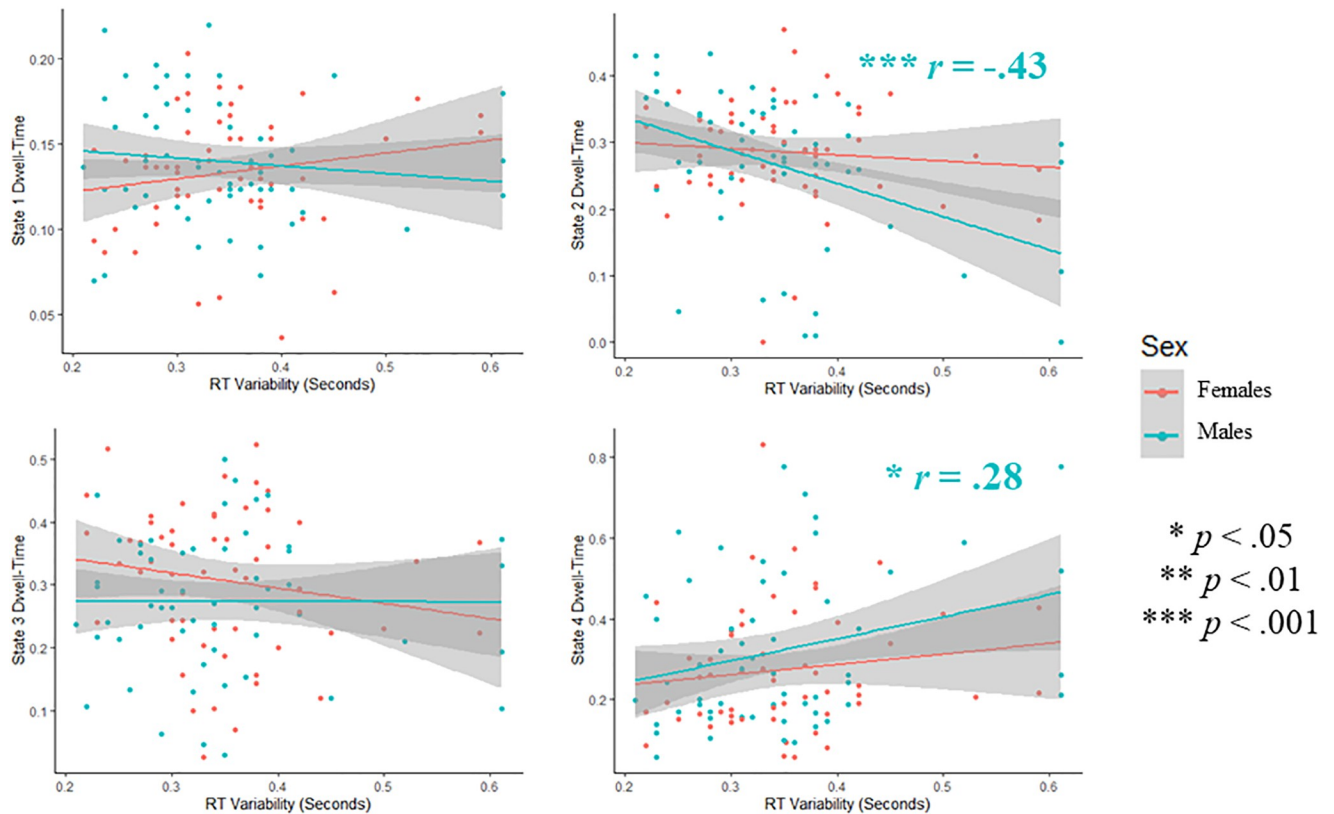 0.20
0.15
0.10
0.05
State 1 Dwell-Time
0.2 0.3 0.4 0.5 0.6
RT Variability (Seconds)
*** r = -.43
0.4
0.3
0.2
0.1
0.0
State 2 Dwell-Time
0.2 0.3 0.4 0.5 0.6
RT Variability (Seconds)
0.5
0.4
0.3
0.2
0.1
State 3 Dwell-Time
0.2 0.3 0.4 0.5 0.6
RT Variability (Seconds)
* r = .28
0.8
0.6
0.4
0.2
State 4 Dwell-Time
0.2 0.3 0.4 0.5 0.6
RT Variability (Seconds)
Sex
Females
Males
* p < .05
** p < .01
*** p < .001